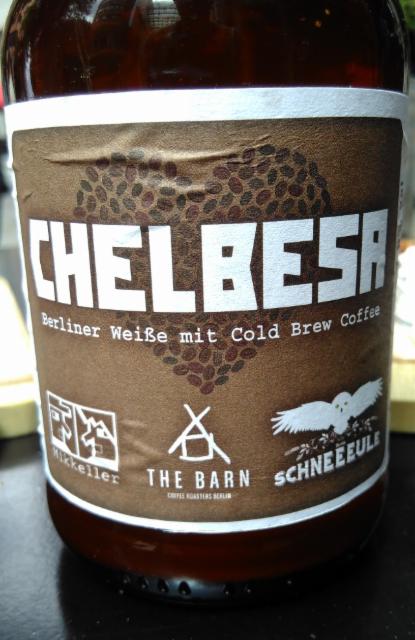 CHELBESA
Berliner Weiße mit Cold Brew Coffee
Mikkeller
THE BARN
COFFEE ROASTERS BERLIN
SCHNEEEULE